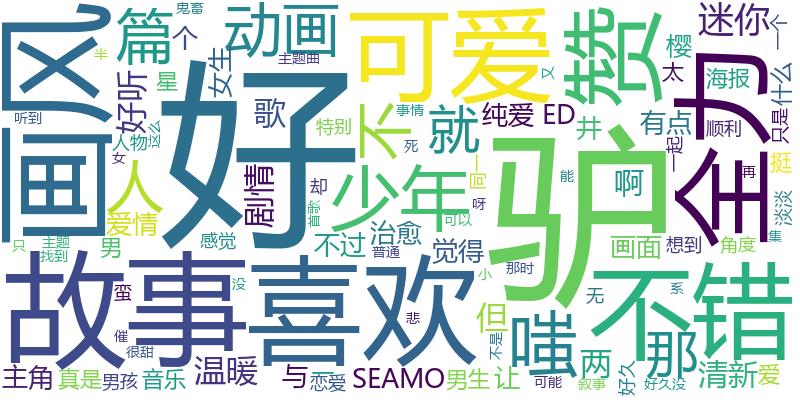 鬼畜
半
篇
个
动画
主题曲
又
一个
迷你
画风
听到
好听
星
女生
可爱
赞
樱
太
海报
只是
什么
好
歌
特别
不
事情
死
就
纯爱
ED
井
有点
全力
顺利
人物
这么
女
人
剧情
却
少年
同一
呀
能
驴
啊
一起
挺
再
淡淡
爱情
首歌
可以
只
主题
找到
男
感觉
不过
治愈
普通
觉得
画面
想到
角度
集
故事
蛮
没
喜欢
小
那时
无
系
不错
催
很甜
悲
但
不是
嗤
两
那
主角
真是
男孩
音乐
温暖
与
恋爱
SEAMO
男生
让
可能
叙事
好久
好久没
清新
爱